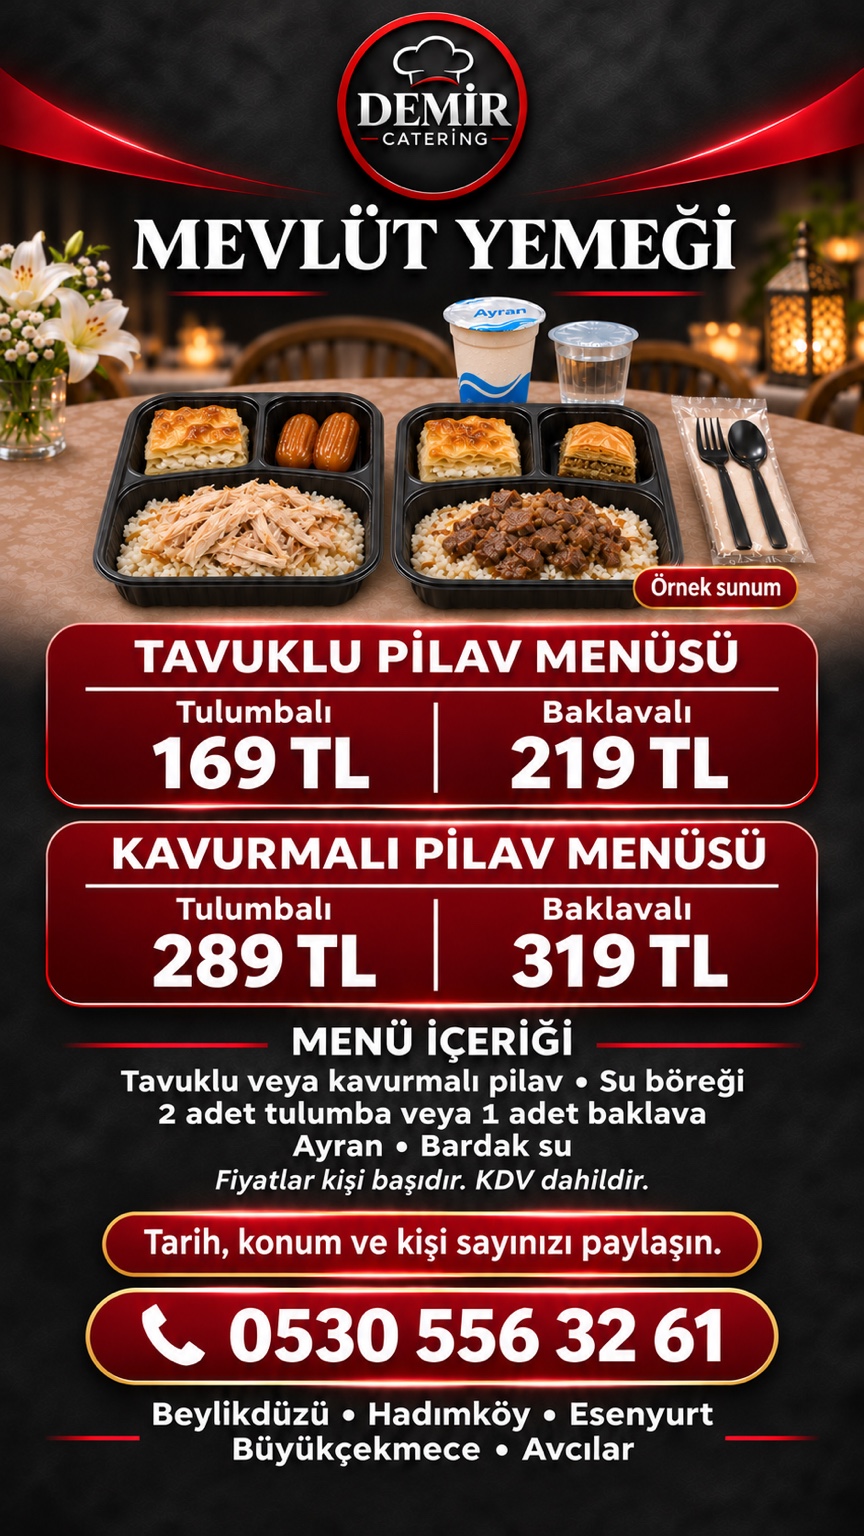 DEMİR
CATERİNG
MEVLÜT YEMEĞİ
Ayran
Örnek sunum
TAVUKLU PİLAV MENÜSÜ
Tulumbalı
169 TL
Baklavalı
219 TL
KAVURMALI PİLAV MENÜSÜ
Tulumbalı
289 TL
Baklavalı
319 TL
MENÜ İÇERİĞİ
Tavuklu veya kavurmalı pilav • Su böreği
2 adet tulumba veya 1 adet baklava
Ayran • Bardak su
Fiyatlar kişi başıdır. KDV dahildir.
Tarih, konum ve kişi sayınızı paylaşın.
0530 556 32 61
Beylikdüzü • Hadımköy • Esenyurt
Büyükçekmece • Avcılar